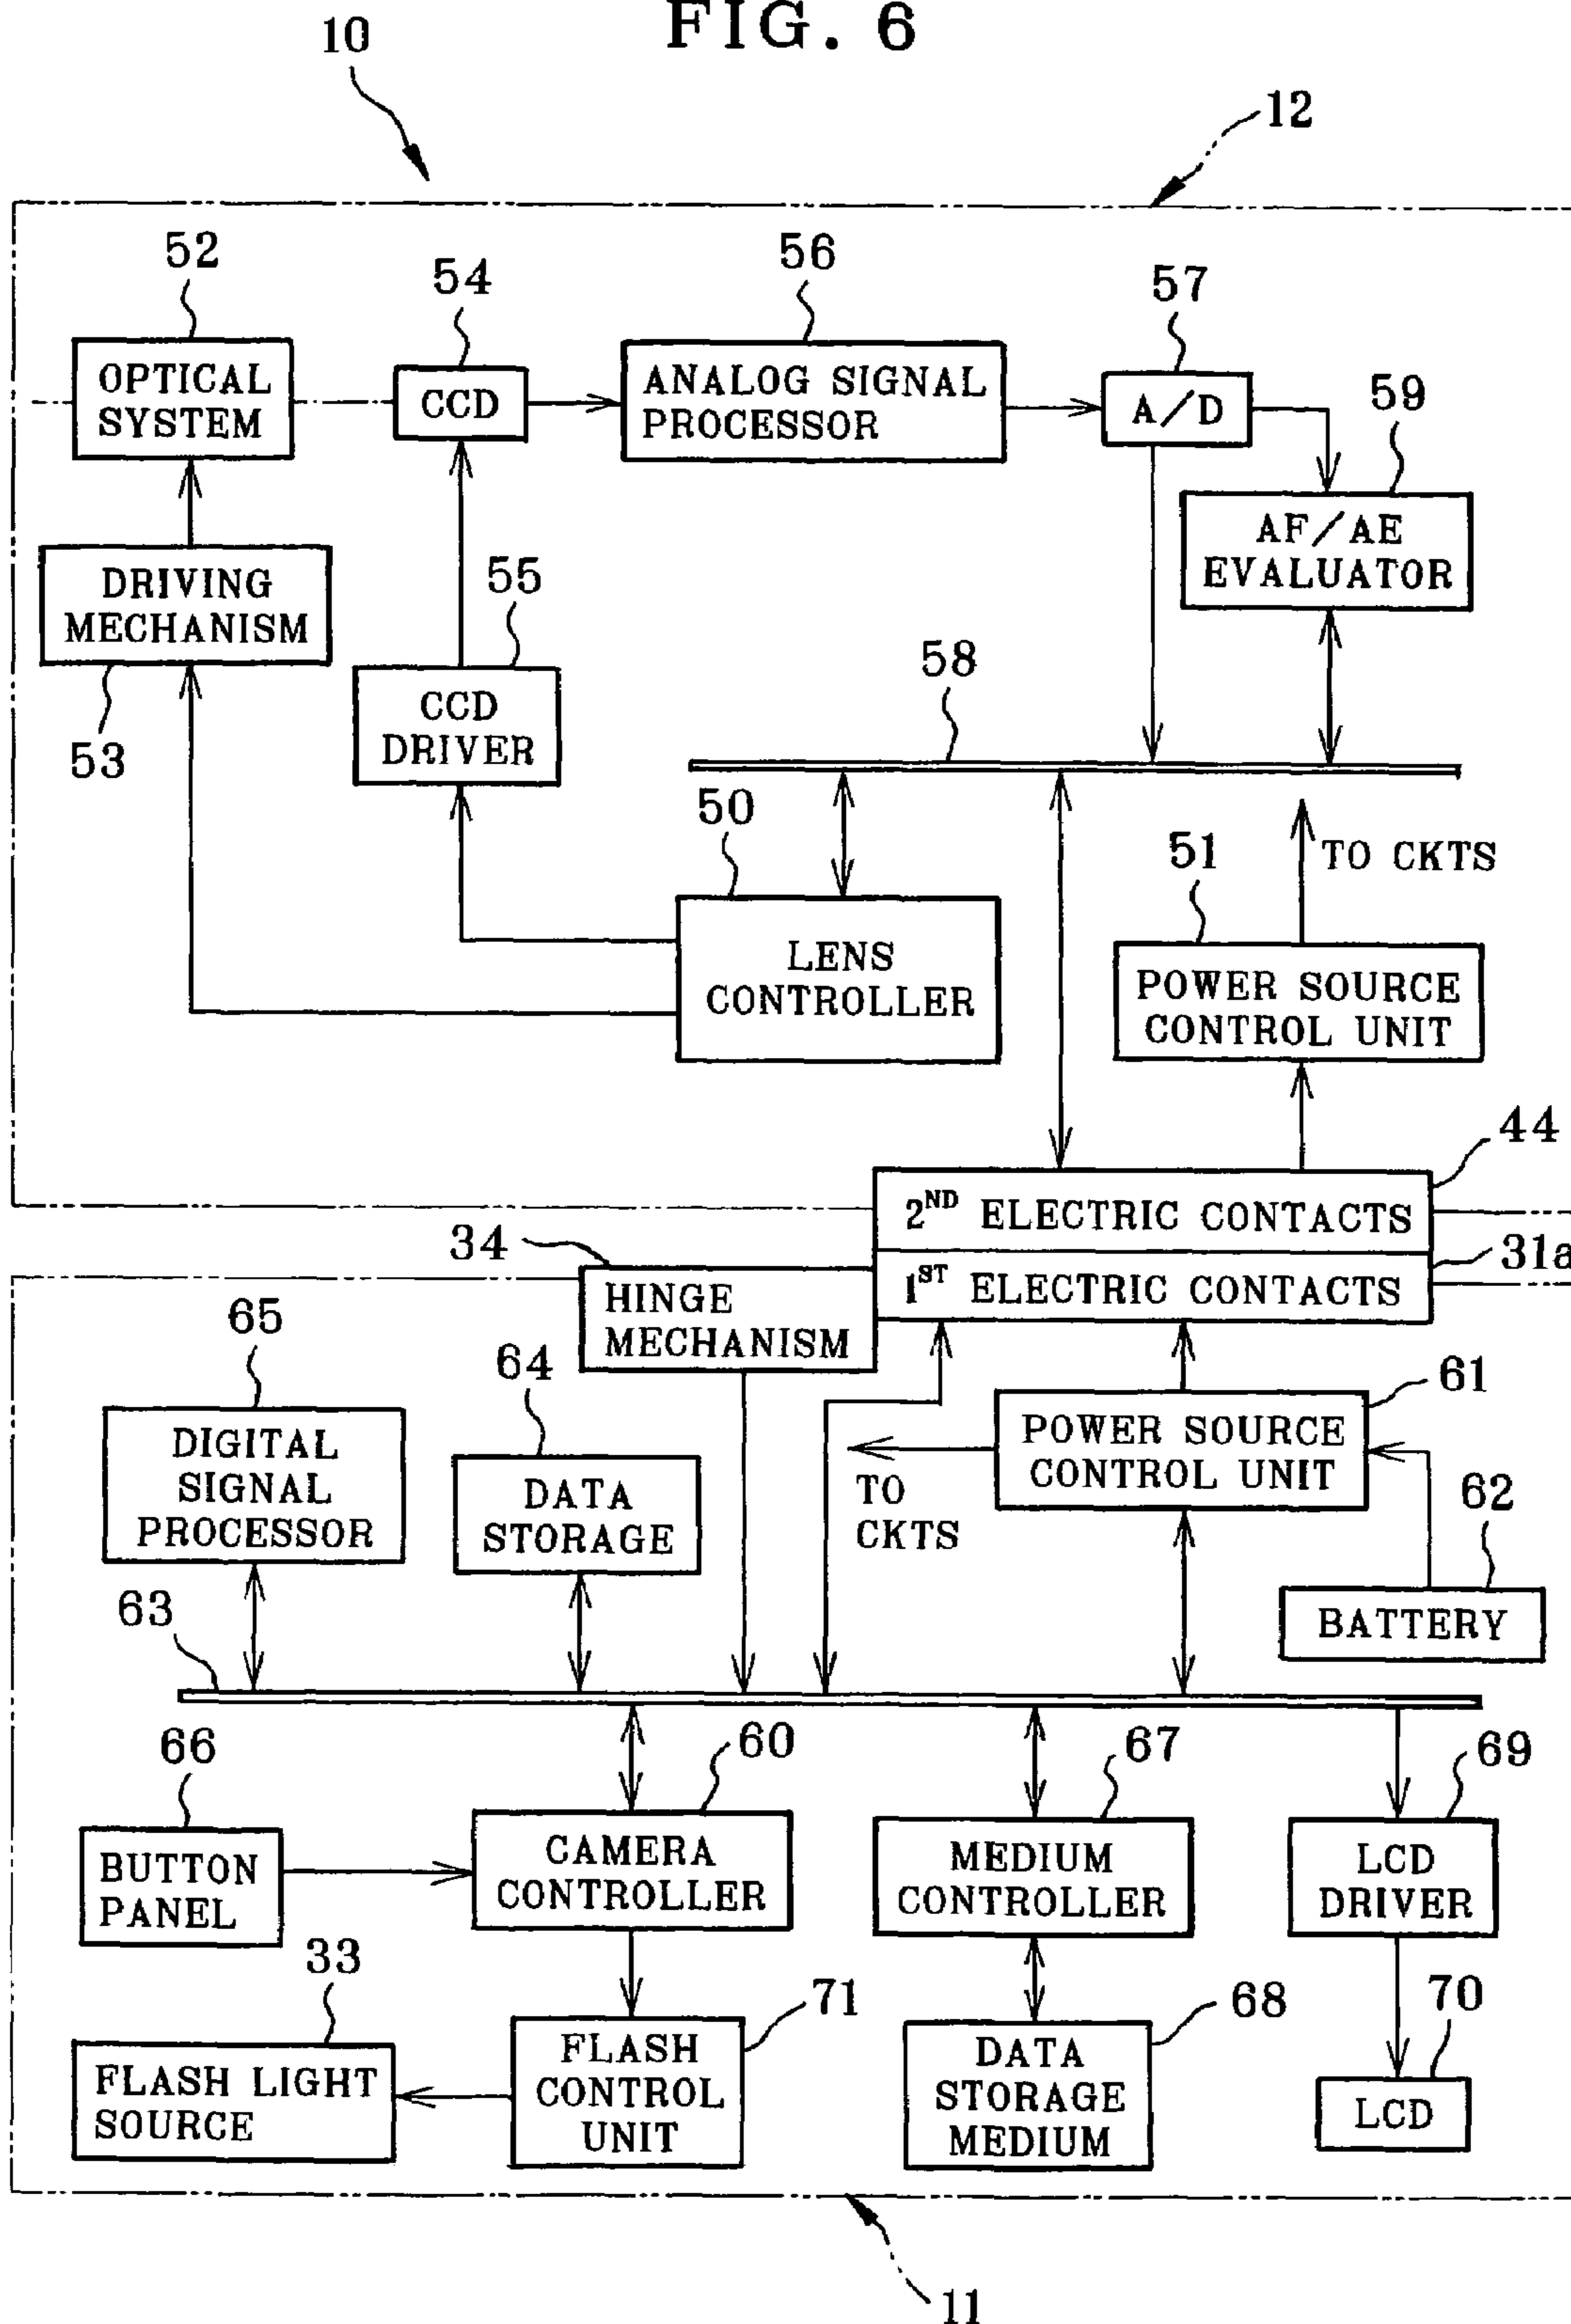 FIG. 6
10
12
52
54
56
57
59
OPTICAL
SYSTEM
CCD
ANALOG SIGNAL
PROCESSOR
A/D
AF/AE
EVALUATOR
DRIVING
MECHANISM
53
55
CCD
DRIVER
58
50
LENS
CONTROLLER
51
TO CKTS
POWER SOURCE
CONTROL UNIT
44
2ND ELECTRIC CONTACTS
34
31a
1ST ELECTRIC CONTACTS
HINGE
MECHANISM
65
64
61
DIGITAL
SIGNAL
PROCESSOR
DATA
STORAGE
POWER SOURCE
CONTROL UNIT
TO
CKTS
62
BATTERY
63
66
60
67
69
BUTTON
PANEL
CAMERA
CONTROLLER
MEDIUM
CONTROLLER
LCD
DRIVER
33
71
68
70
FLASH LIGHT
SOURCE
FLASH
CONTROL
UNIT
DATA
STORAGE
MEDIUM
LCD
11